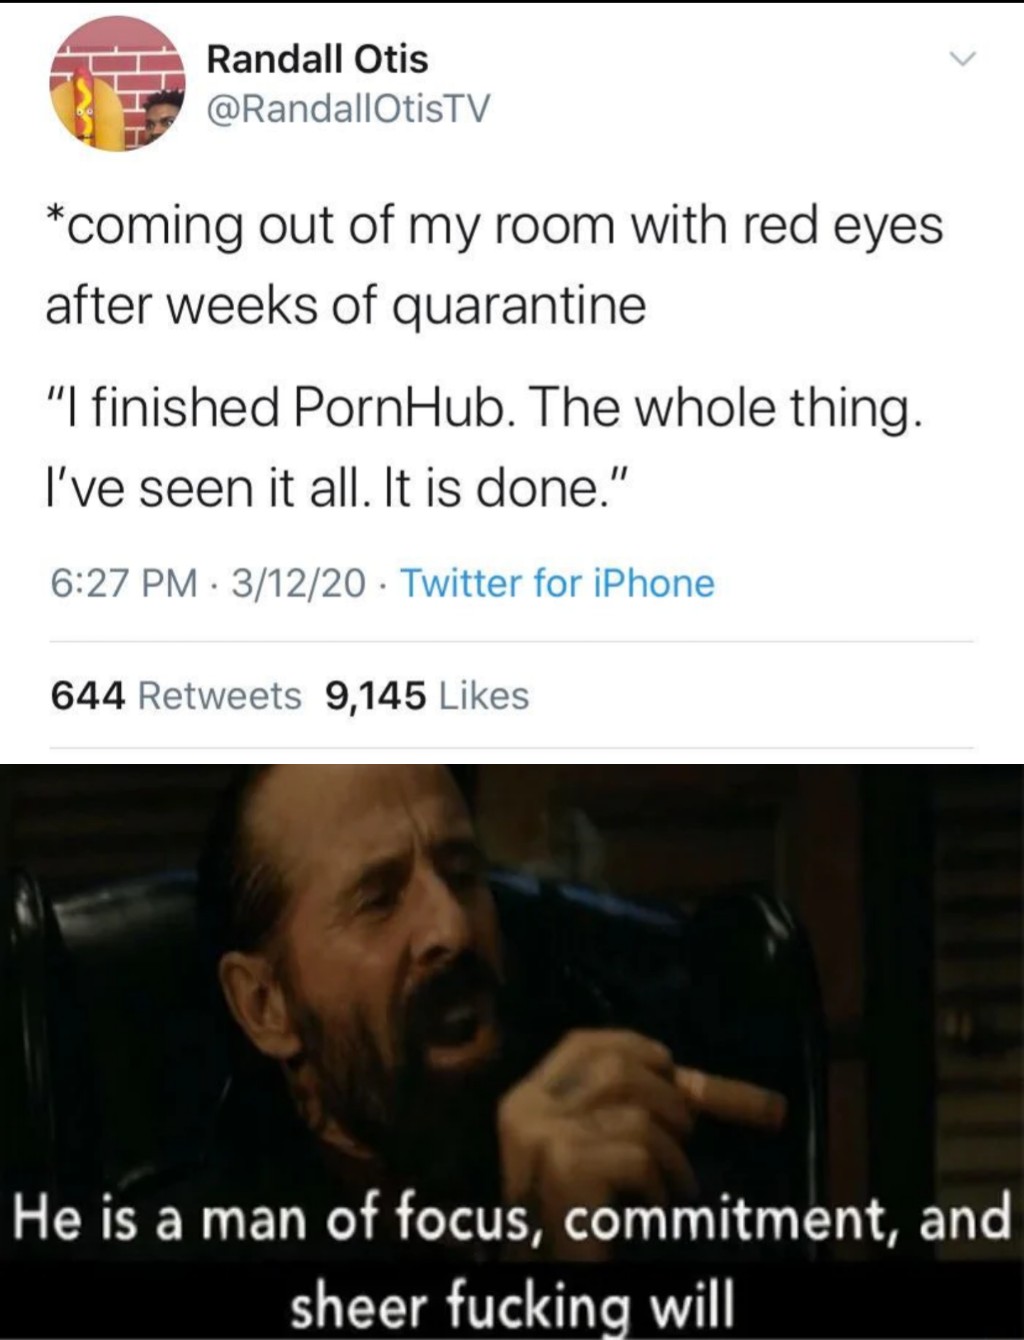 Randall Otis
@RandallOtisTV
*coming out of my room with red eyes
after weeks of quarantine
"I finished PornHub. The whole thing.
I've seen it all. It is done."
6:27 PM · 3/12/20 · Twitter for iPhone
644 Retweets 9,145 Likes
He is a man of focus, commitment, and
sheer fucking will